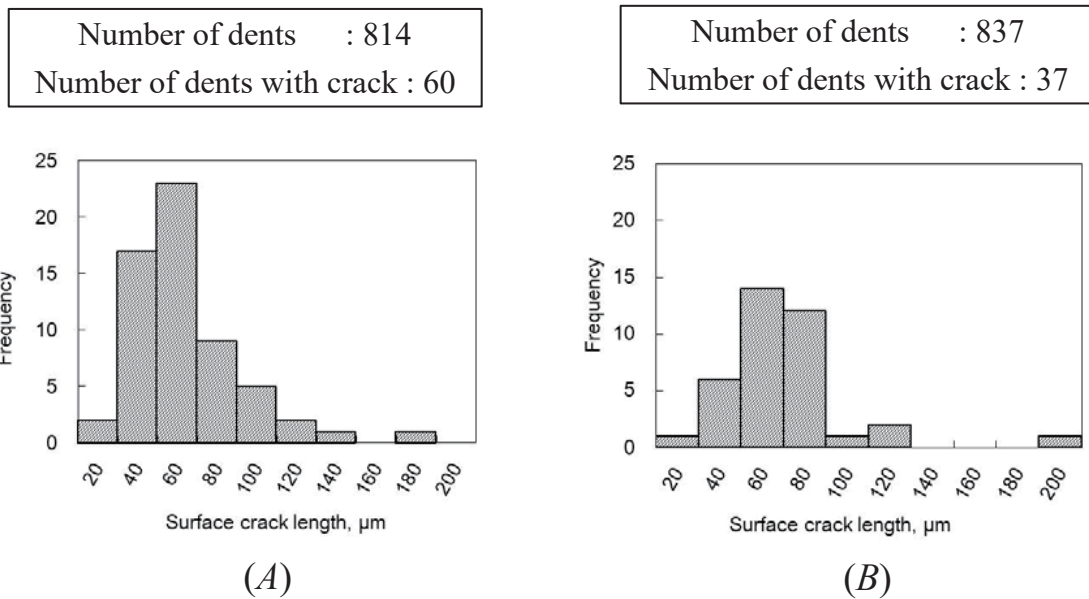 Number of dents : 814
Number of dents with crack : 60
25
20
15
10
5
0
Frequency
20 40 60 80 100 120 140 160 180 200
Surface crack length, μm
(A)
Number of dents : 837
Number of dents with crack : 37
25
20
15
10
5
0
Frequency
20 40 60 80 100 120 140 160 180 200
Surface crack length, μm
(B)